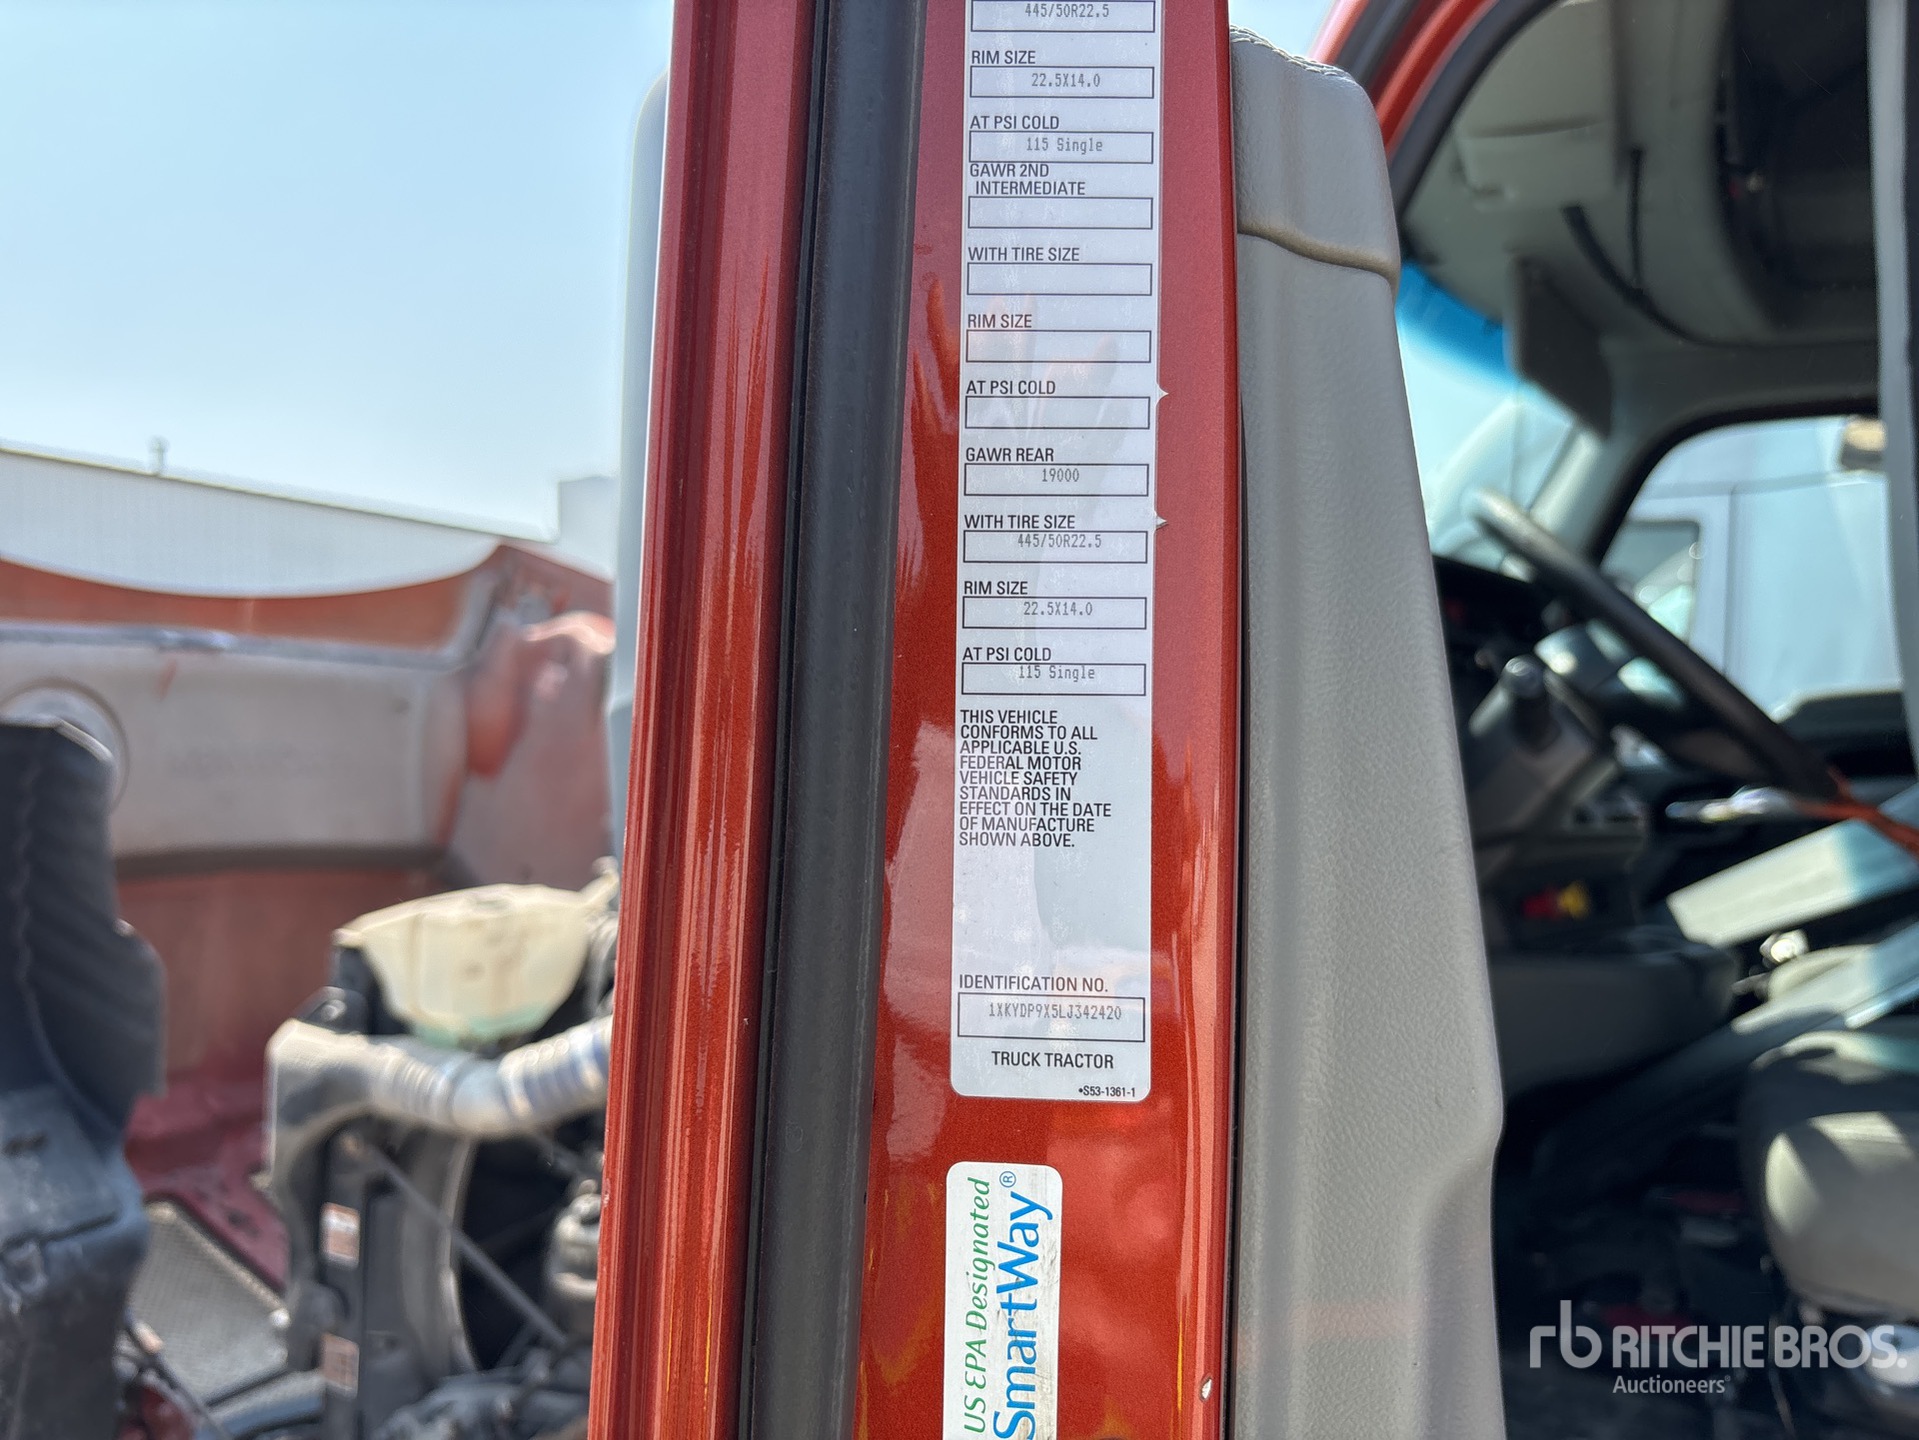 445/50R22.5
RIM SIZE
22.5X14.0
AT PSI COLD
115 Single
GAWR 2ND
INTERMEDIATE
WITH TIRE SIZE
RIM SIZE
AT PSI COLD
GAWR REAR
19000
WITH TIRE SIZE
445/50R22.5
RIM SIZE
22.5X14.0
AT PSI COLD
115 Single
THIS VEHICLE
CONFORMS TO ALL
APPLICABLE U.S.
FEDERAL MOTOR
VEHICLE SAFETY
STANDARDS IN
EFFECT ON THE DATE
OF MANUFACTURE
SHOWN ABOVE.
IDENTIFICATION NO.
1XKYDP9X5LJ342420
TRUCK TRACTOR
•S53-1361-1
US EPA Designated
SmartWay®
rb RITCHIE BROS.
Auctioneers®